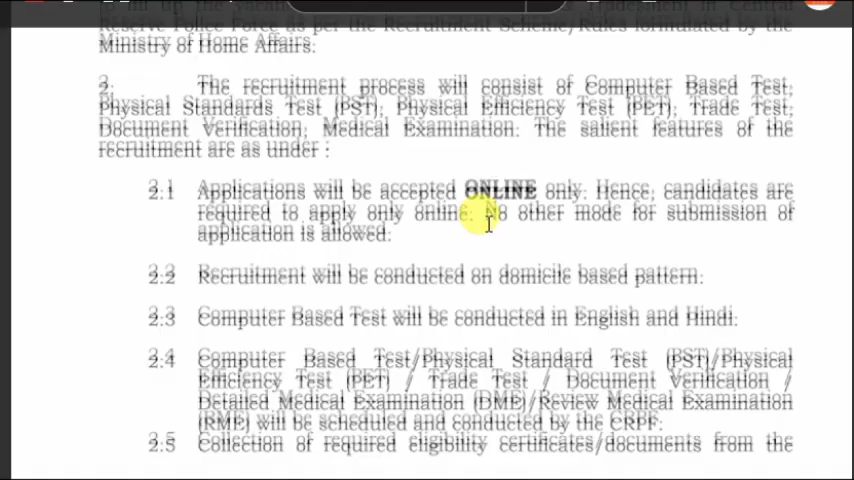 Reserve Police Force as per the Recruitment Scheme/Rules formulated by the
Ministry of Home Affairs.
2. The recruitment process will consist of Computer Based Test,
Physical Standards Test (PST), Physical Efficiency Test (PET), Trade Test,
Document Verification, Medical Examination. The salient features of the
recruitment are as under :
2.1 Applications will be accepted ONLINE only. Hence, candidates are
required to apply only online. No other mode for submission of
application is allowed.
2.2 Recruitment will be conducted on domicile based pattern.
2.3 Computer Based Test will be conducted in English and Hindi.
2.4 Computer Based Test/Physical Standard Test (PST)/Physical
Efficiency Test (PET) / Trade Test / Document Verification /
Detailed Medical Examination (DME)/Review Medical Examination
(RME) will be scheduled and conducted by the CRPF.
2.5 Collection of required eligibility certificates/documents from the